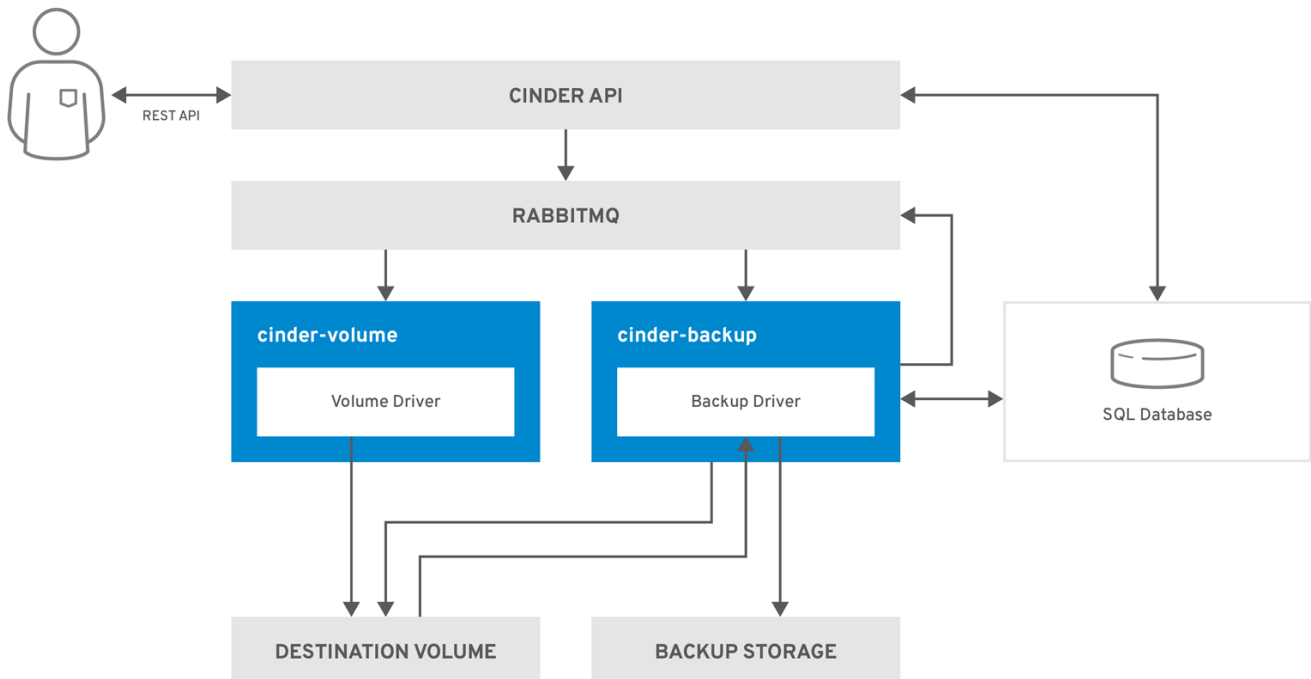 CINDER API
REST API
RABBITMQ
cinder-volume
cinder-backup
Volume Driver
Backup Driver
SQL Database
DESTINATION VOLUME
BACKUP STORAGE